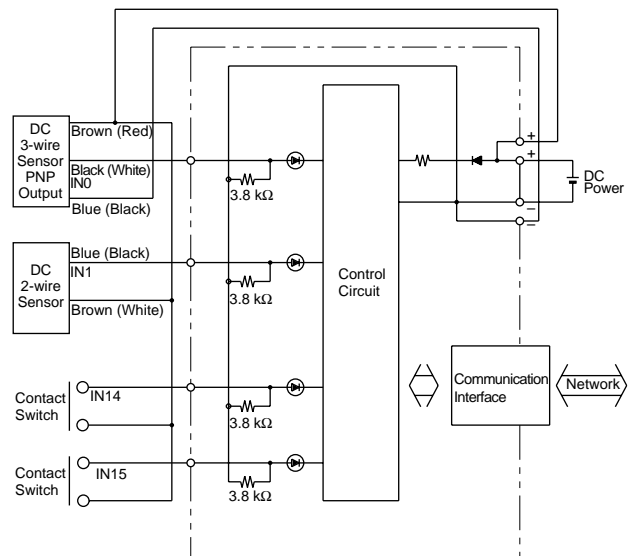 DC
3-wire
Sensor
PNP
Output
Brown (Red)
Black (White)
IN0
Blue (Black)
3.8 kΩ
+
+
–
–
DC
Power
DC
2-wire
Sensor
Blue (Black)
IN1
Brown (White)
3.8 kΩ
Control
Circuit
Contact
Switch
IN14
3.8 kΩ
Communication
Interface
Network
Contact
Switch
IN15
3.8 kΩ